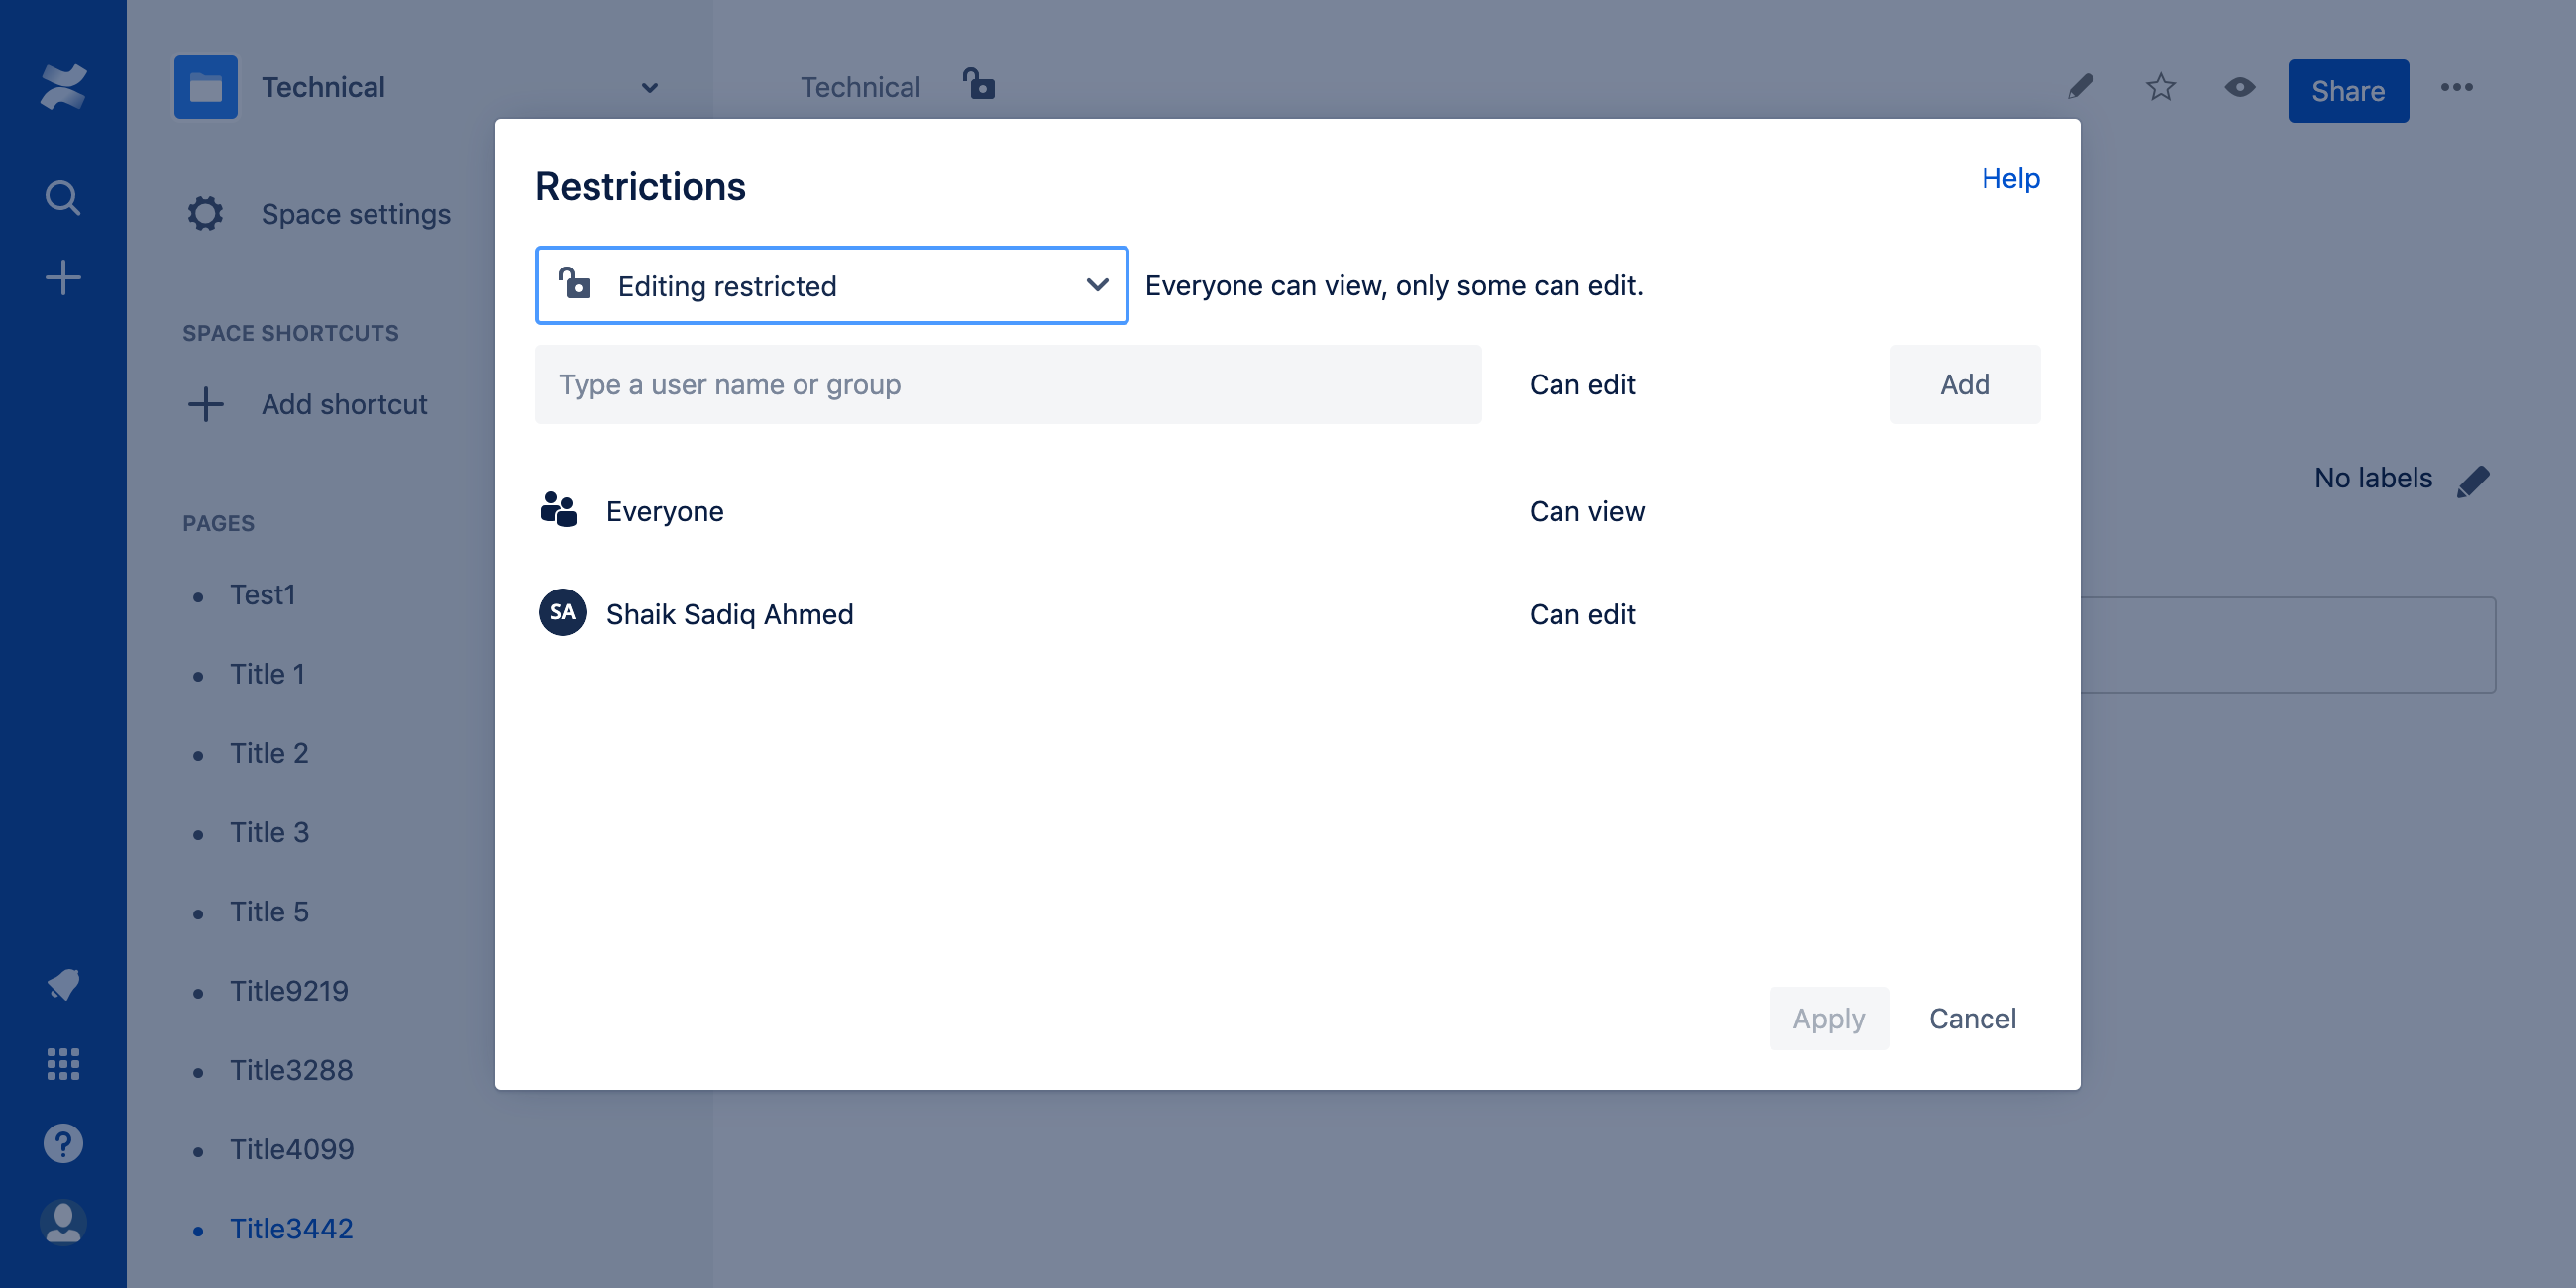 Technical
Technical
Share
Space settings
SPACE SHORTCUTS
Add shortcut
PAGES
Test1
Title 1
Title 2
Title 3
Title 5
Title9219
Title3288
Title4099
Title3442
Restrictions
Help
Editing restricted
Everyone can view, only some can edit.
Type a user name or group
Can edit
Add
Everyone
Can view
SA
Shaik Sadiq Ahmed
Can edit
Apply
Cancel
No labels